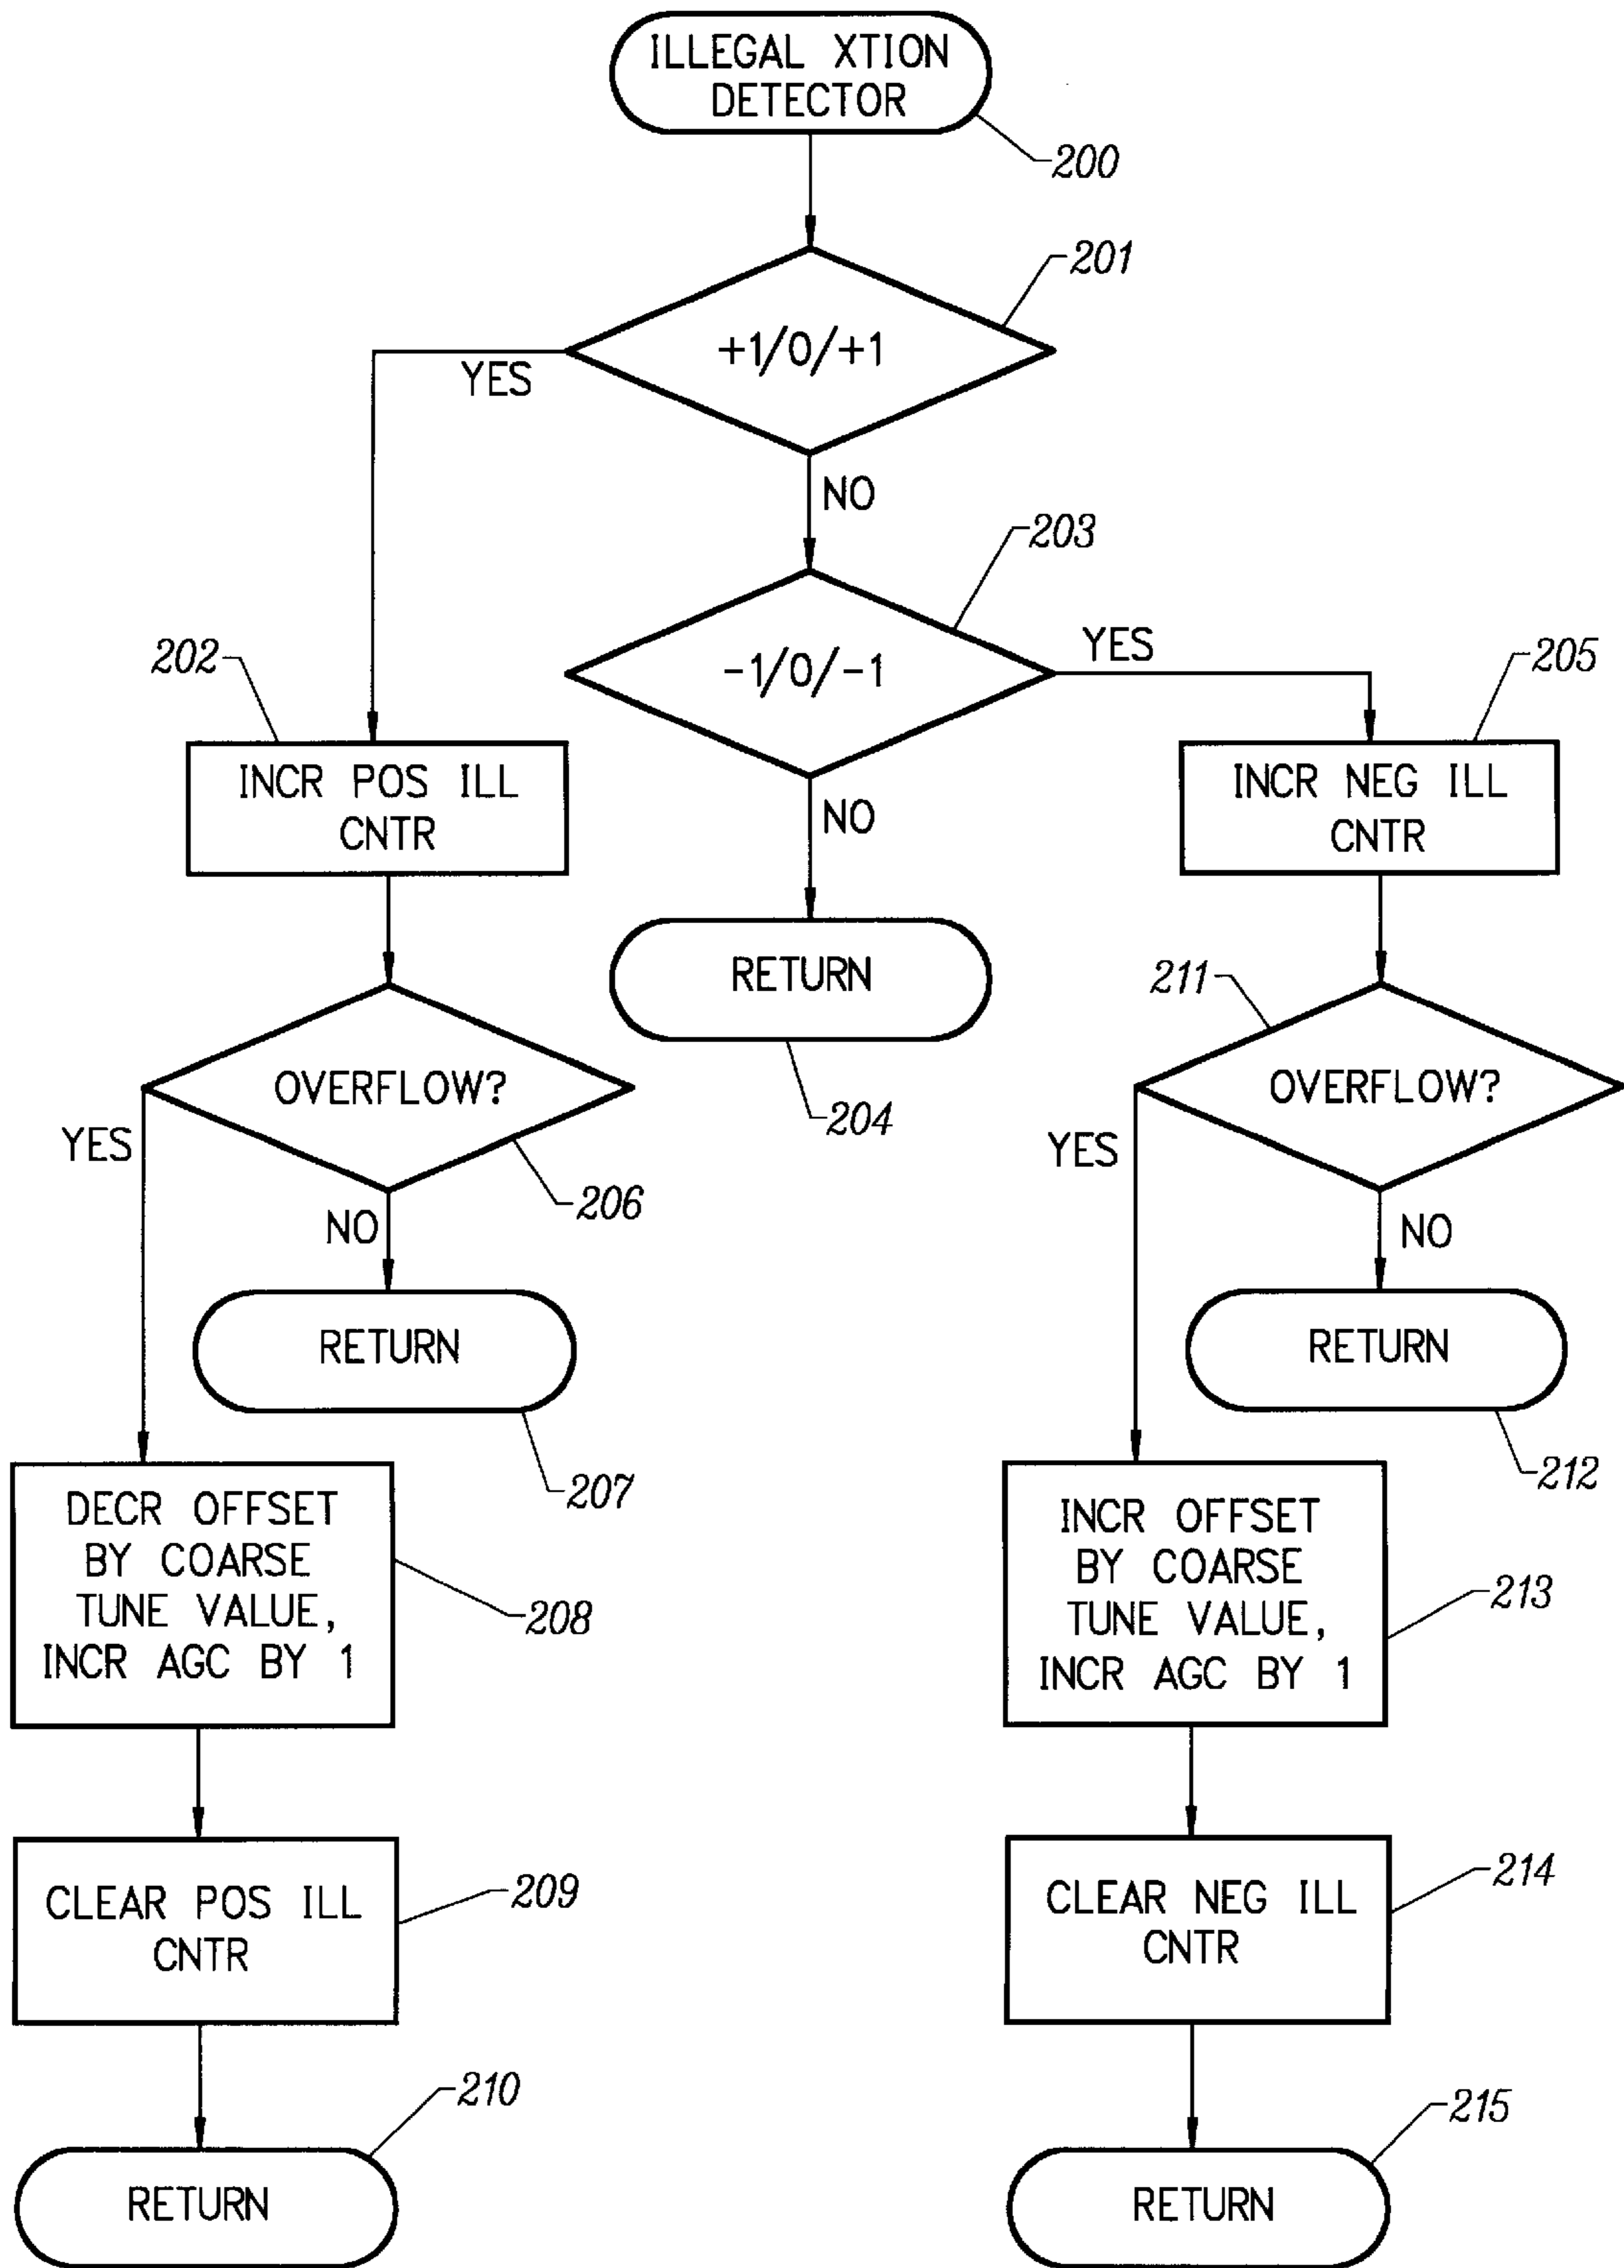 ILLEGAL XTION
DETECTOR
200
201
+1/0/+1
YES
NO
203
-1/0/-1
YES
202
205
INCR POS ILL
CNTR
INCR NEG ILL
CNTR
NO
RETURN
204
211
OVERFLOW?
YES
206
NO
OVERFLOW?
YES
NO
RETURN
207
RETURN
212
DECR OFFSET
BY COARSE
TUNE VALUE,
INCR AGC BY 1
208
INCR OFFSET
BY COARSE
TUNE VALUE,
INCR AGC BY 1
213
CLEAR POS ILL
CNTR
209
CLEAR NEG ILL
CNTR
214
210
RETURN
215
RETURN